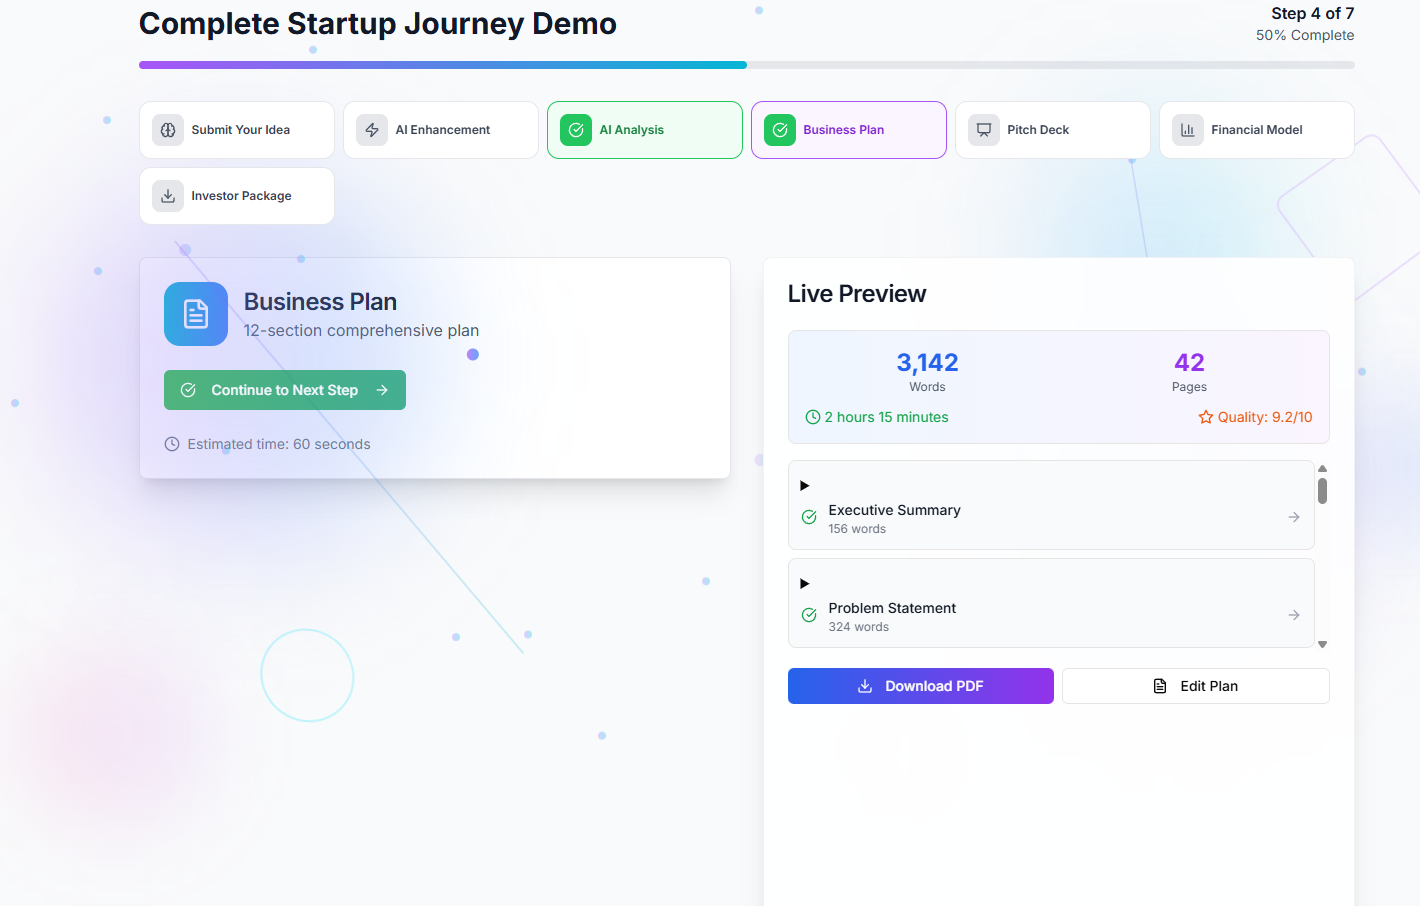 Complete Startup Journey Demo
Step 4 of 7
50% Complete
Submit Your Idea
AI Enhancement
AI Analysis
Business Plan
Pitch Deck
Financial Model
Investor Package
Business Plan
12-section comprehensive plan
Continue to Next Step
Estimated time: 60 seconds
Live Preview
3,142
Words
42
Pages
2 hours 15 minutes
Quality: 9.2/10
Executive Summary
156 words
Problem Statement
324 words
Download PDF
Edit Plan